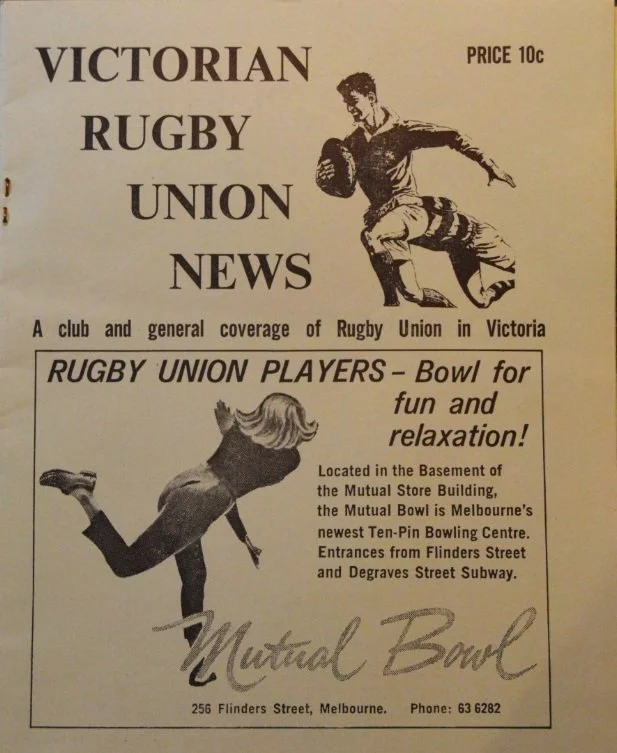 VICTORIAN
PRICE 10c
RUGBY
UNION
NEWS
A club and general coverage of Rugby Union in Victoria
RUGBY UNION PLAYERS – Bowl for
fun and
relaxation!
Located in the Basement of
the Mutual Store Building,
the Mutual Bowl is Melbourne's
newest Ten-Pin Bowling Centre.
Entrances from Flinders Street
and Degraves Street Subway.
Mutual Bowl
256 Flinders Street, Melbourne. Phone: 63 6282